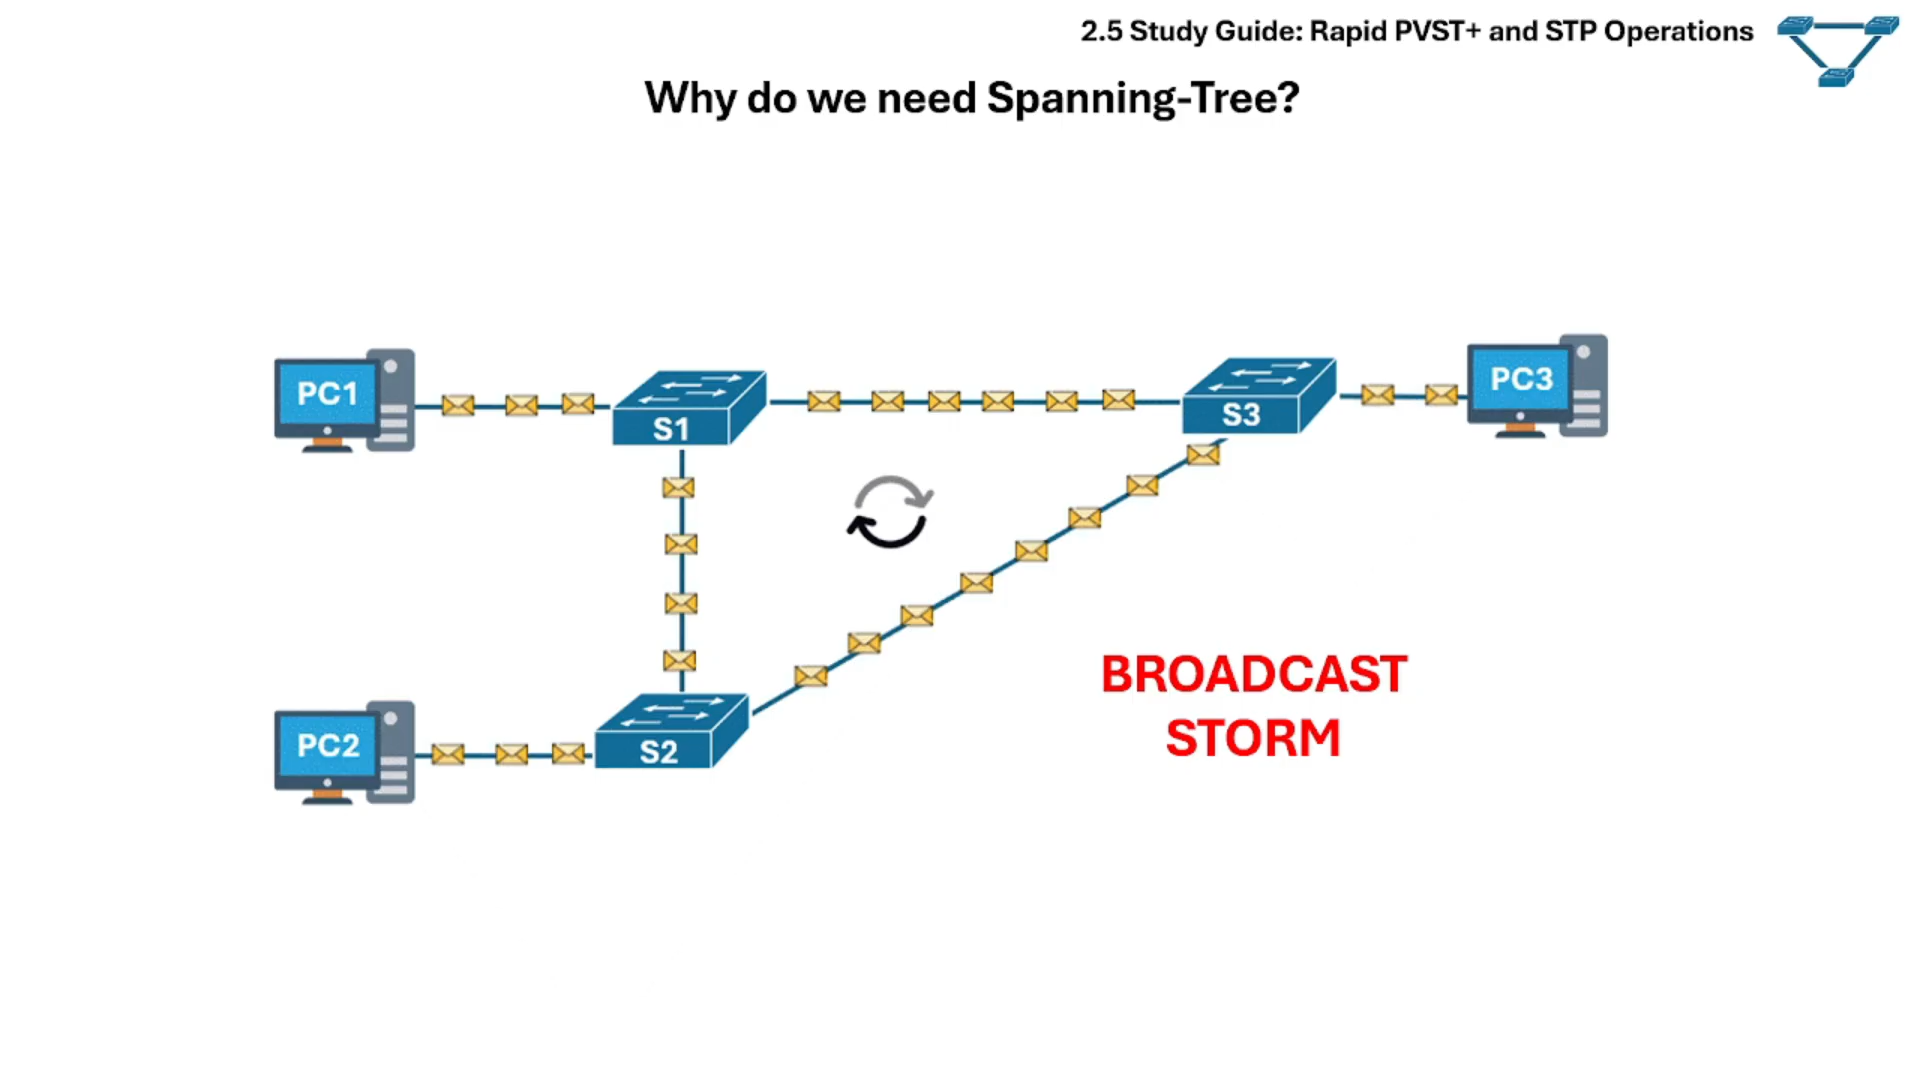 2.5 Study Guide: Rapid PVST+ and STP Operations
Why do we need Spanning-Tree?
PC1
S1
S3
PC3
PC2
S2
BROADCAST
STORM